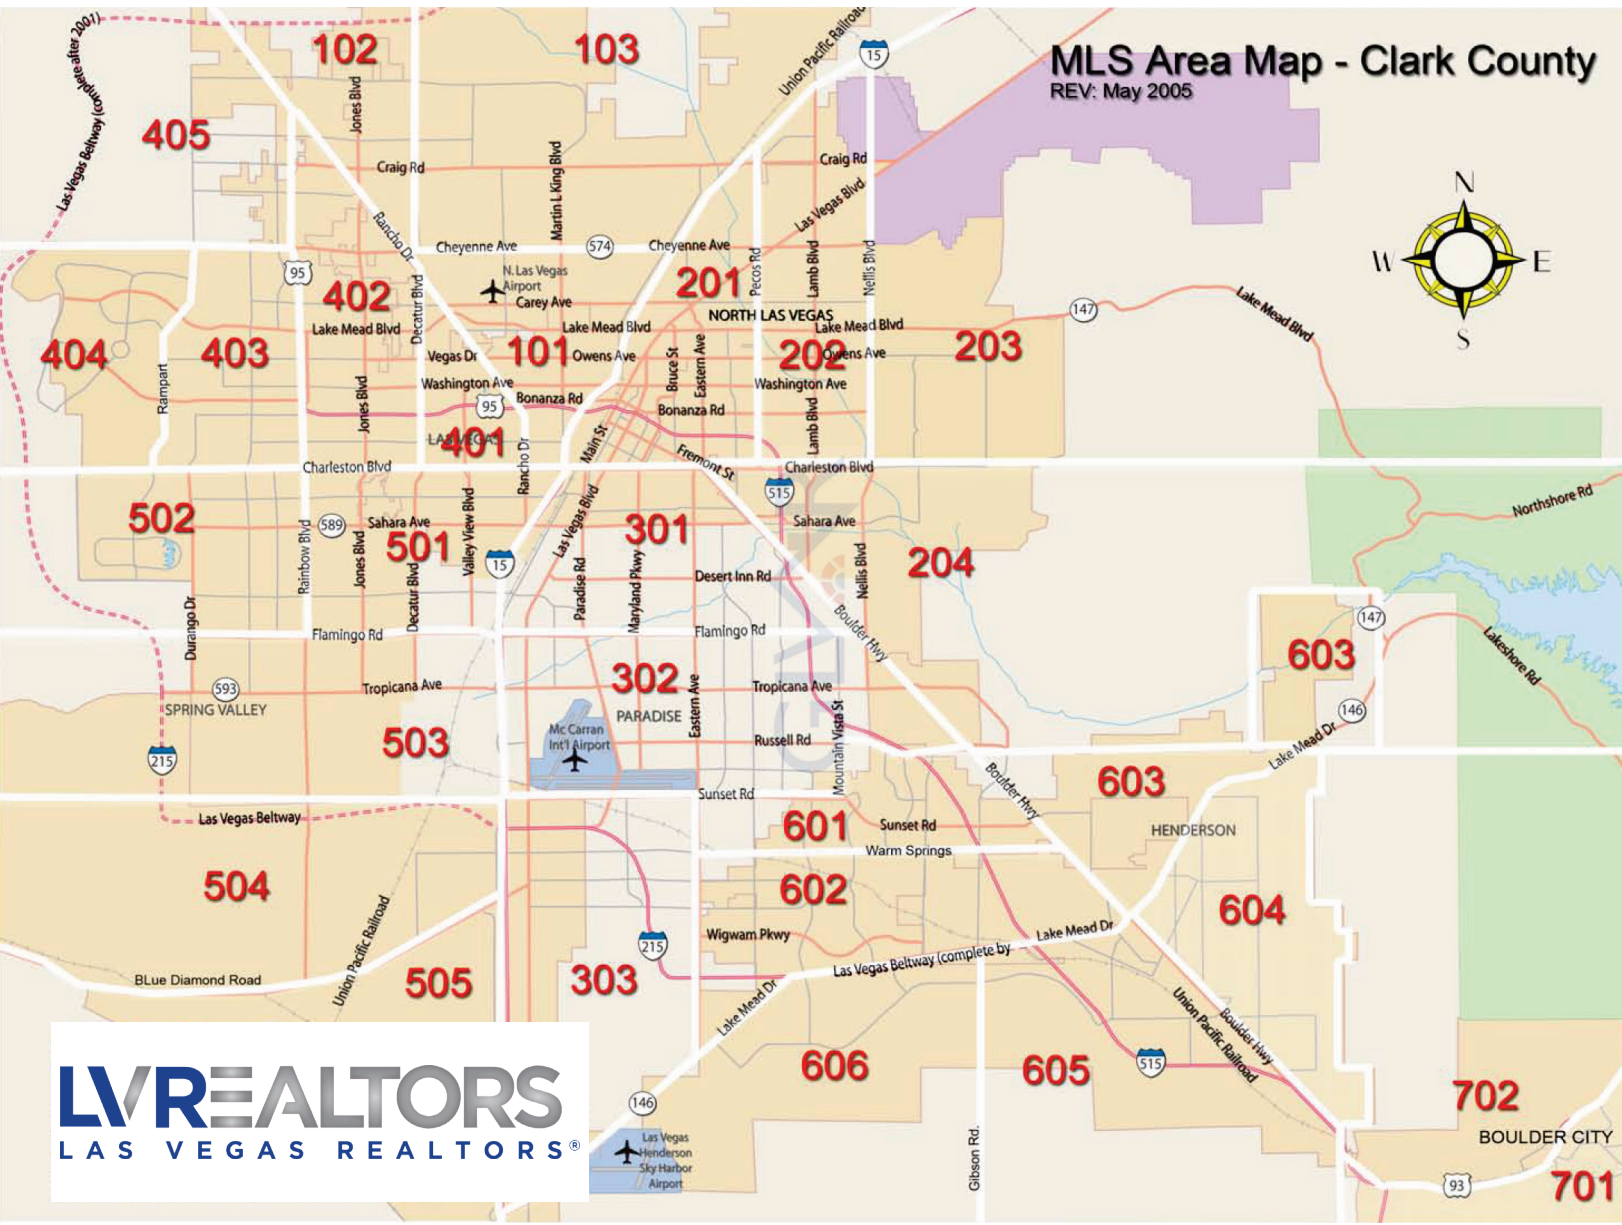 MLS Area Map - Clark County
REV: May 2005
Las Vegas Beltway (complete after 2001)
102
103
Union Pacific Railroad
15
405
Jones Blvd
Martin L King Blvd
Craig Rd
Craig Rd
Las Vegas Blvd
Rancho Dr
N
W
E
S
Cheyenne Ave
574
Cheyenne Ave
Pecos Rd
Lamb Blvd
Nellis Blvd
95
N. Las Vegas
Airport
402
201
Decatur Blvd
Carey Ave
147
Lake Mead Blvd
NORTH LAS VEGAS
Lake Mead Blvd
Lake Mead Blvd
Lake Mead Blvd
404
403
Vegas Dr
101
Owens Ave
202
Owens Ave
203
Rampart
Jones Blvd
Bruce St
Eastern Ave
Washington Ave
Washington Ave
95
Bonanza Rd
Bonanza Rd
LAS VEGAS
401
Main St
Lamb Blvd
Rancho Dr
Fremont St
Charleston Blvd
Charleston Blvd
515
Northshore Rd
502
589
Sahara Ave
Valley View Blvd
Las Vegas Blvd
301
Sahara Ave
Rainbow Blvd
Jones Blvd
501
15
204
GLVAR
Desert Inn Rd
Nellis Blvd
Durango Dr
Decatur Blvd
Paradise Rd
Maryland Pkwy
Flamingo Rd
Flamingo Rd
Boulder Hwy
147
603
Lakeshore Rd
593
Tropicana Ave
302
Tropicana Ave
SPRING VALLEY
PARADISE
Eastern Ave
146
503
Mc Carran
Int'l Airport
Russell Rd
Mountain Vista St
Lake Mead Dr
215
Boulder Hwy
603
Sunset Rd
Las Vegas Beltway
601
Sunset Rd
HENDERSON
Warm Springs
504
602
604
Union Pacific Railroad
215
Wigwam Pkwy
Lake Mead Dr
Las Vegas Beltway (complete by
BLue Diamond Road
505
303
Lake Mead Dr
Union Pacific Railroad
Boulder Hwy
606
605
515
LVREALTORS
LAS VEGAS REALTORS®
146
Las Vegas
Henderson
Sky Harbor
Airport
Gibson Rd.
702
BOULDER CITY
93
701